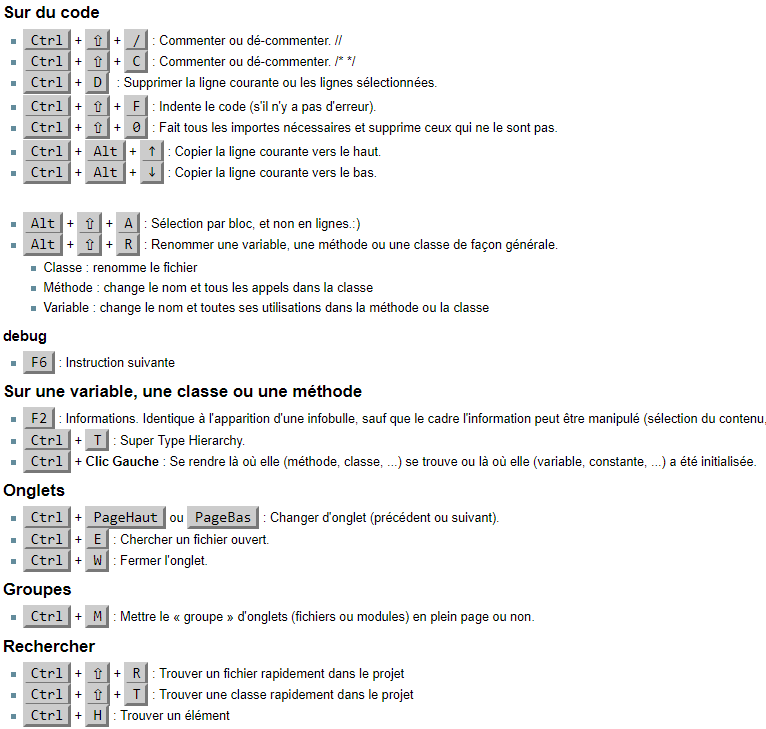 Sur du code
Ctrl + ⇧ + / : Commenter ou dé-commenter. //
Ctrl + ⇧ + C : Commenter ou dé-commenter. /* */
Ctrl + D : Supprimer la ligne courante ou les lignes sélectionnées.
Ctrl + ⇧ + F : Indente le code (s'il n'y a pas d'erreur).
Ctrl + ⇧ + 0 : Fait tous les importes nécessaires et supprime ceux qui ne le sont pas.
Ctrl + Alt + ↑ : Copier la ligne courante vers le haut.
Ctrl + Alt + ↓ : Copier la ligne courante vers le bas.
Alt + ⇧ + A : Sélection par bloc, et non en lignes.:)
Alt + ⇧ + R : Renommer une variable, une méthode ou une classe de façon générale.
Classe : renomme le fichier
Méthode : change le nom et tous les appels dans la classe
Variable : change le nom et toutes ses utilisations dans la méthode ou la classe
debug
F6 : Instruction suivante
Sur une variable, une classe ou une méthode
F2 : Informations. Identique à l'apparition d'une infobulle, sauf que le cadre l'information peut être manipulé (sélection du contenu,
Ctrl + T : Super Type Hierarchy.
Ctrl + Clic Gauche : Se rendre là où elle (méthode, classe, ...) se trouve ou là où elle (variable, constante, ...) a été initialisée.
Onglets
Ctrl + PageHaut ou PageBas : Changer d'onglet (précédent ou suivant).
Ctrl + E : Chercher un fichier ouvert.
Ctrl + W : Fermer l'onglet.
Groupes
Ctrl + M : Mettre le « groupe » d'onglets (fichiers ou modules) en plein page ou non.
Rechercher
Ctrl + ⇧ + R : Trouver un fichier rapidement dans le projet
Ctrl + ⇧ + T : Trouver une classe rapidement dans le projet
Ctrl + H : Trouver un élément